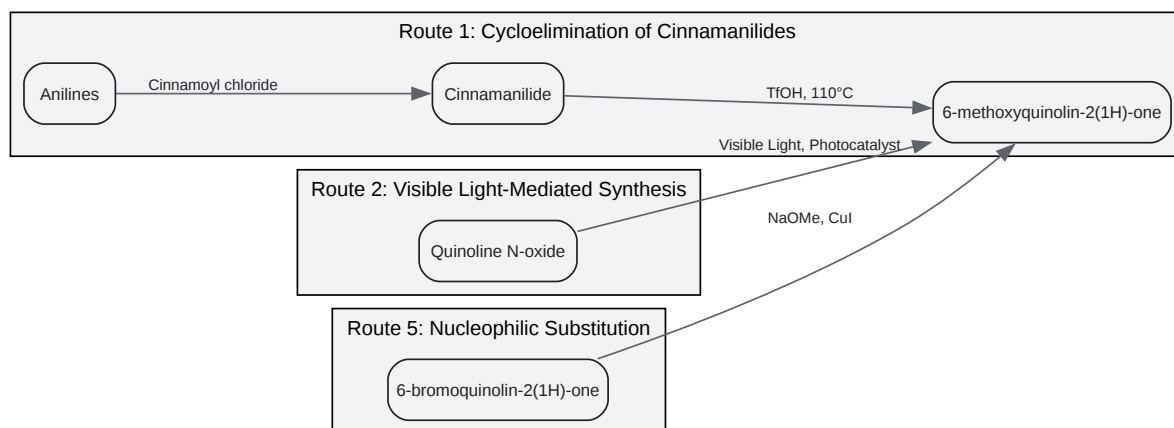 Route 1: Cycloelimination of Cinnamanilides
Anilines
Cinnamoyl chloride
Cinnamanilide
TfOH, 110°C
6-methoxyquinolin-2(1H)-one
Visible Light, Photocatalyst
Route 2: Visible Light-Mediated Synthesis
Quinoline N-oxide
NaOMe, CuI
Route 5: Nucleophilic Substitution
6-bromoquinolin-2(1H)-one